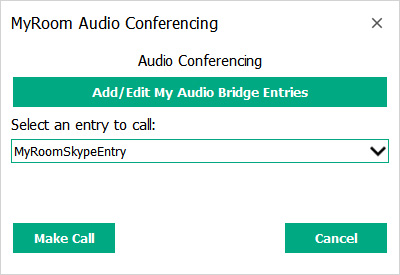 MyRoom Audio Conferencing
Audio Conferencing
Add/Edit My Audio Bridge Entries
Select an entry to call:
MyRoomSkypeEntry
Make Call
Cancel